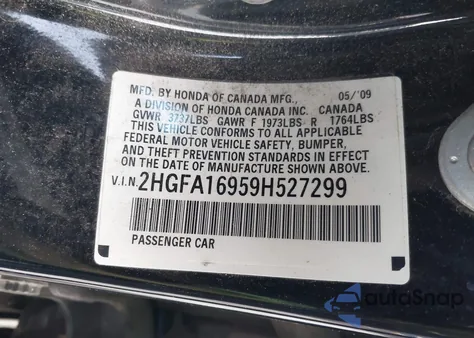 MFD. BY HONDA OF CANADA MFG., 05/'09
A DIVISION OF HONDA CANADA INC. CANADA
GVWR 3737LBS GAWR F 1973LBS R 1764LBS
THIS VEHICLE CONFORMS TO ALL APPLICABLE
FEDERAL MOTOR VEHICLE SAFETY, BUMPER,
AND THEFT PREVENTION STANDARDS IN EFFECT
ON THE DATE OF MANUFACTURE SHOWN ABOVE.
V.I.N. 2HGFA16959H527299
PASSENGER CAR
autoSnap